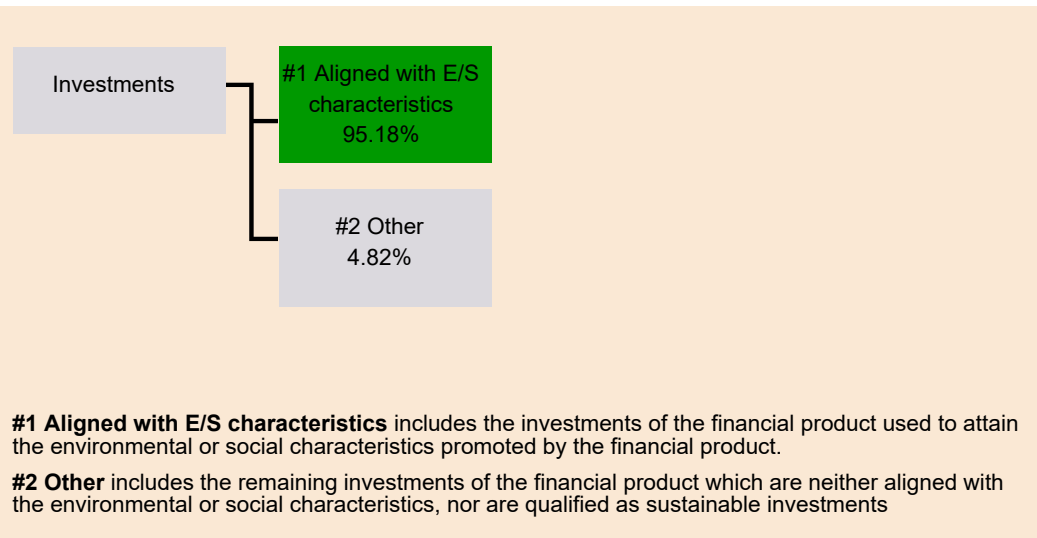 Investments
#1 Aligned with E/S
characteristics
95.18%
#2 Other
4.82%
#1 Aligned with E/S characteristics includes the investments of the financial product used to attain
the environmental or social characteristics promoted by the financial product.
#2 Other includes the remaining investments of the financial product which are neither aligned with
the environmental or social characteristics, nor are qualified as sustainable investments